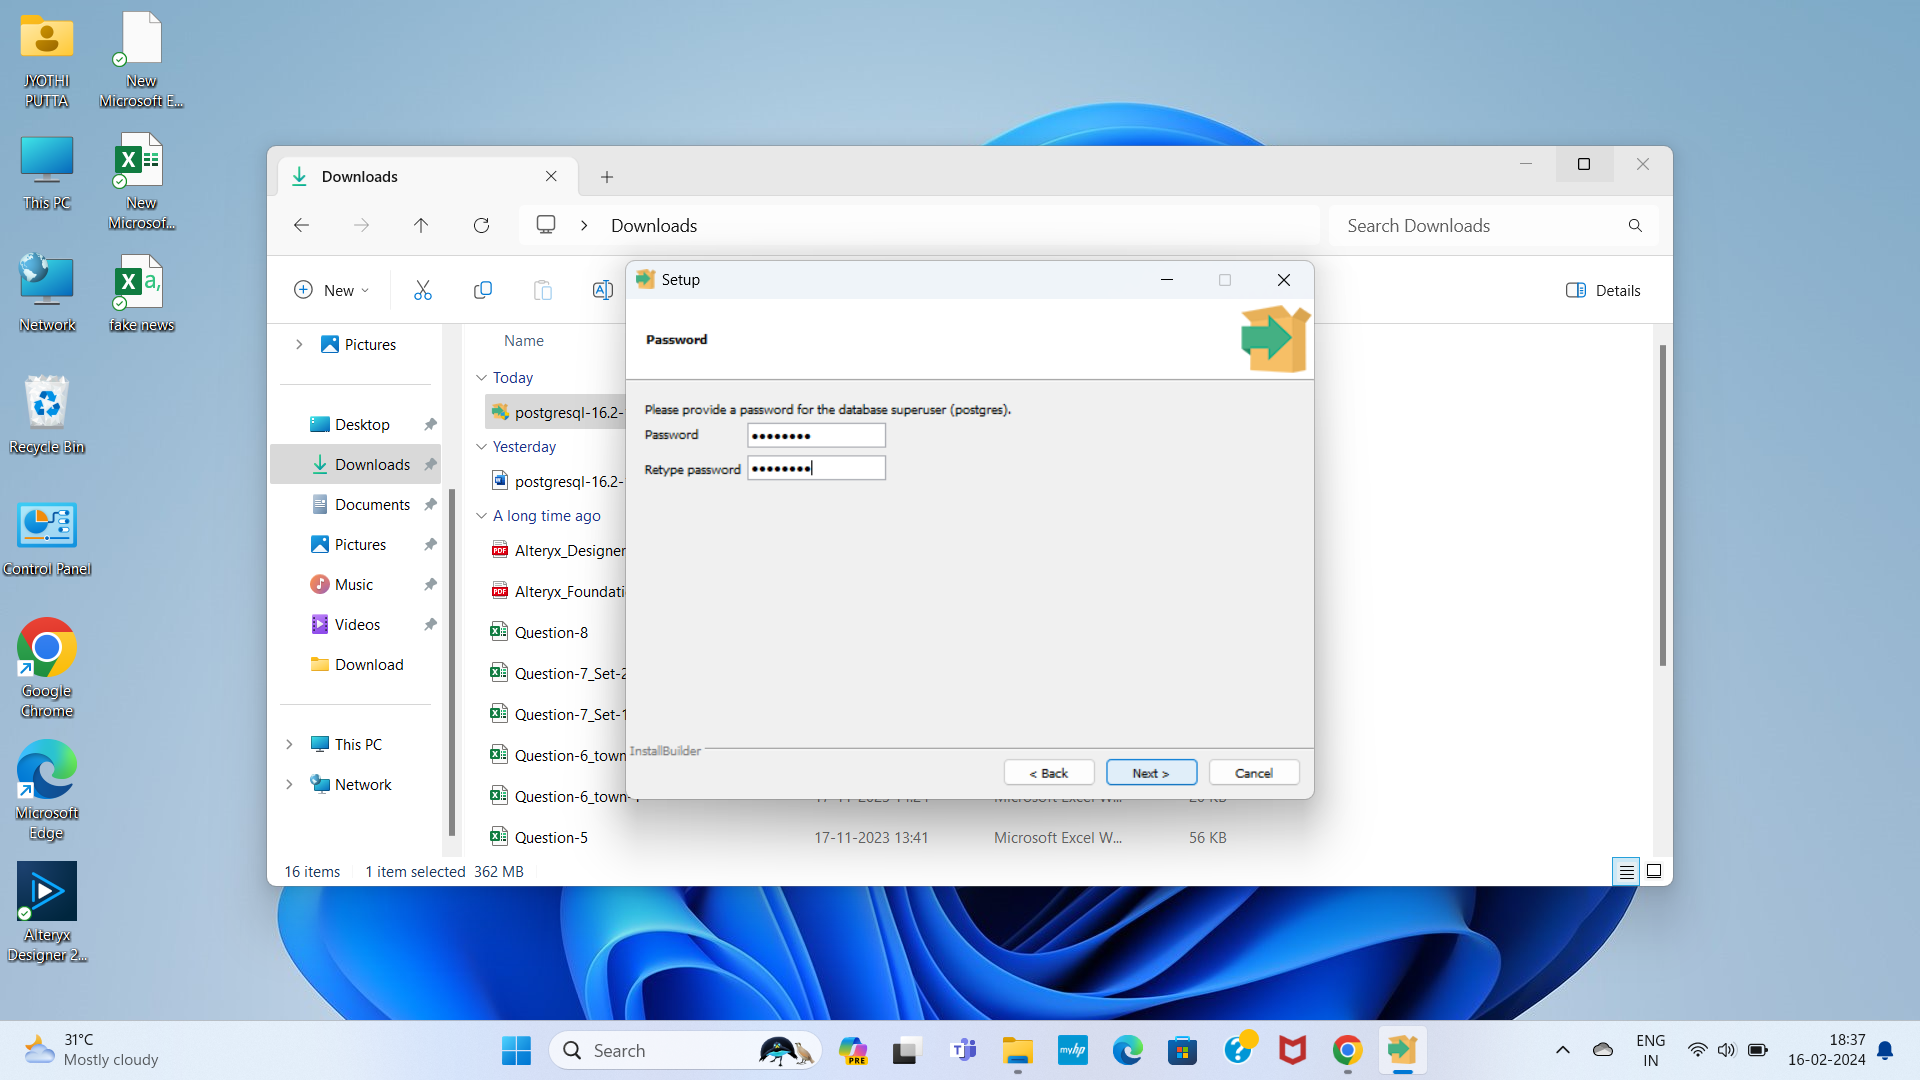 JYOTHI
PUTTA
New
Microsoft E...
This PC
New
Microsof...
Network
fake news
Recycle Bin
Control Panel
Google
Chrome
Microsoft
Edge
Alteryx
Designer 2...
Downloads
Downloads
Search Downloads
New
Details
Pictures
Desktop
Downloads
Documents
Pictures
Music
Videos
Download
This PC
Network
Name
Today
postgresql-16.2-
Yesterday
postgresql-16.2-
A long time ago
Alteryx_Designer
Alteryx_Foundati
Question-8
Question-7_Set-2
Question-7_Set-1
Question-6_town
Question-6_town-
Question-5 17-11-2023 13:41 Microsoft Excel W... 56 KB
16 items 1 item selected 362 MB
Setup
Password
Please provide a password for the database superuser (postgres).
Password ••••••••
Retype password ••••••••
InstallBuilder
< Back Next > Cancel
31°C
Mostly cloudy
Search
PRE
myhp
ENG
IN
18:37
16-02-2024